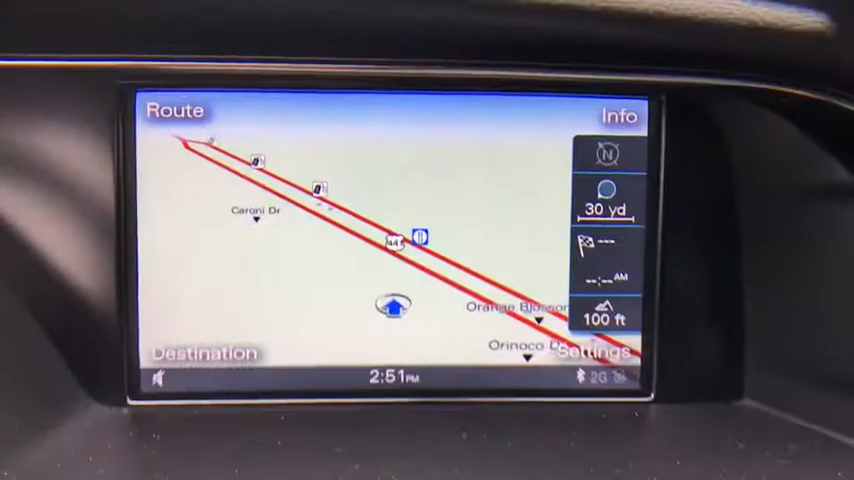 Route
Info
N
30 yd
Caroni Dr
441
---
--:-- AM
Orange Blossom
100 ft
Orinoco Dr
Destination
Settings
2:51 PM
2G